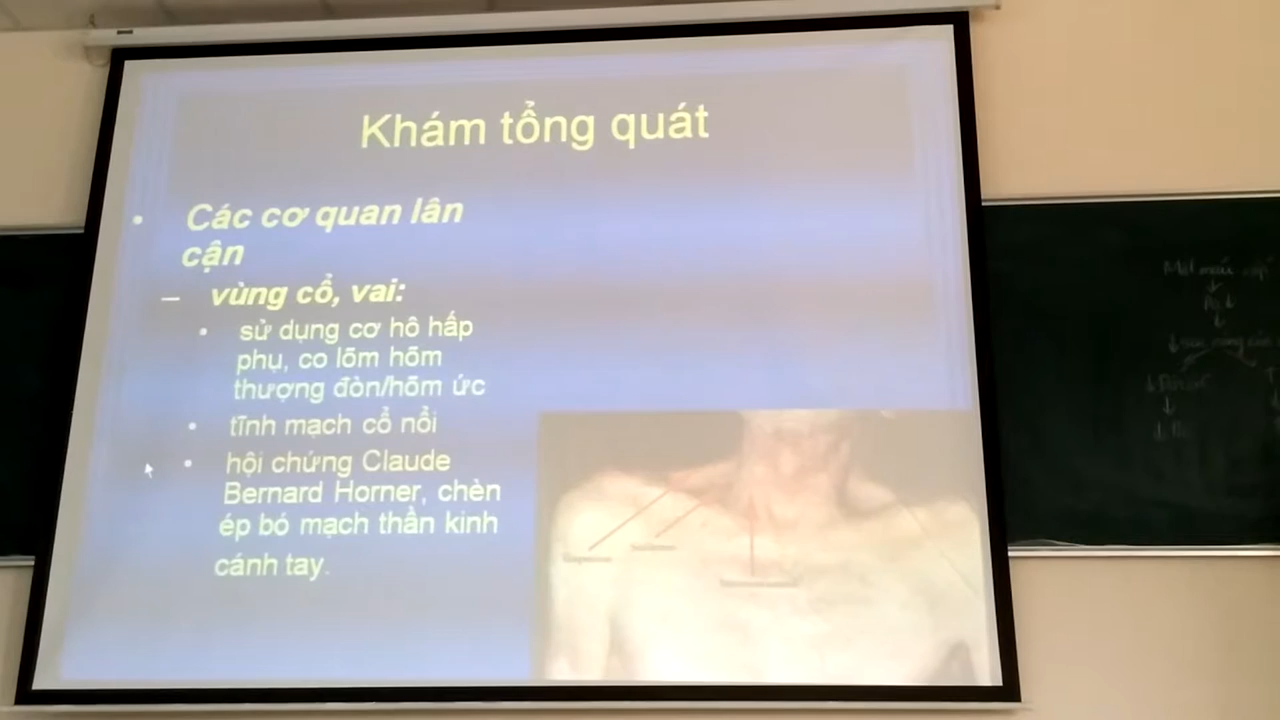 Khám tổng quát
• Các cơ quan lân
cận
– vùng cổ, vai:
• sử dụng cơ hô hấp
phụ, co lõm hõm
thượng đòn/hõm ức
• tĩnh mạch cổ nổi
• hội chứng Claude
Bernard Horner, chèn
ép bó mạch thần kinh
cánh tay.